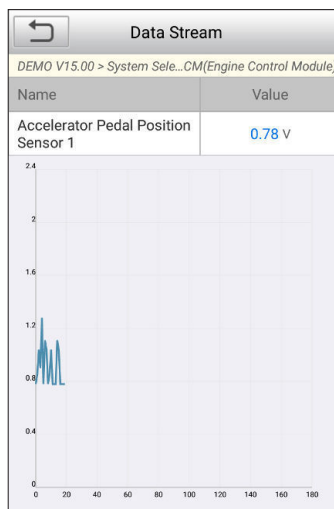 Data Stream
DEMO V15.00 > System Sele...CM(Engine Control Module)
Name Value
Accelerator Pedal Position
Sensor 1
0.78 V
2.4
2
1.6
1.2
0.8
0.4
0
0 20 40 60 80 100 120 140 160 180